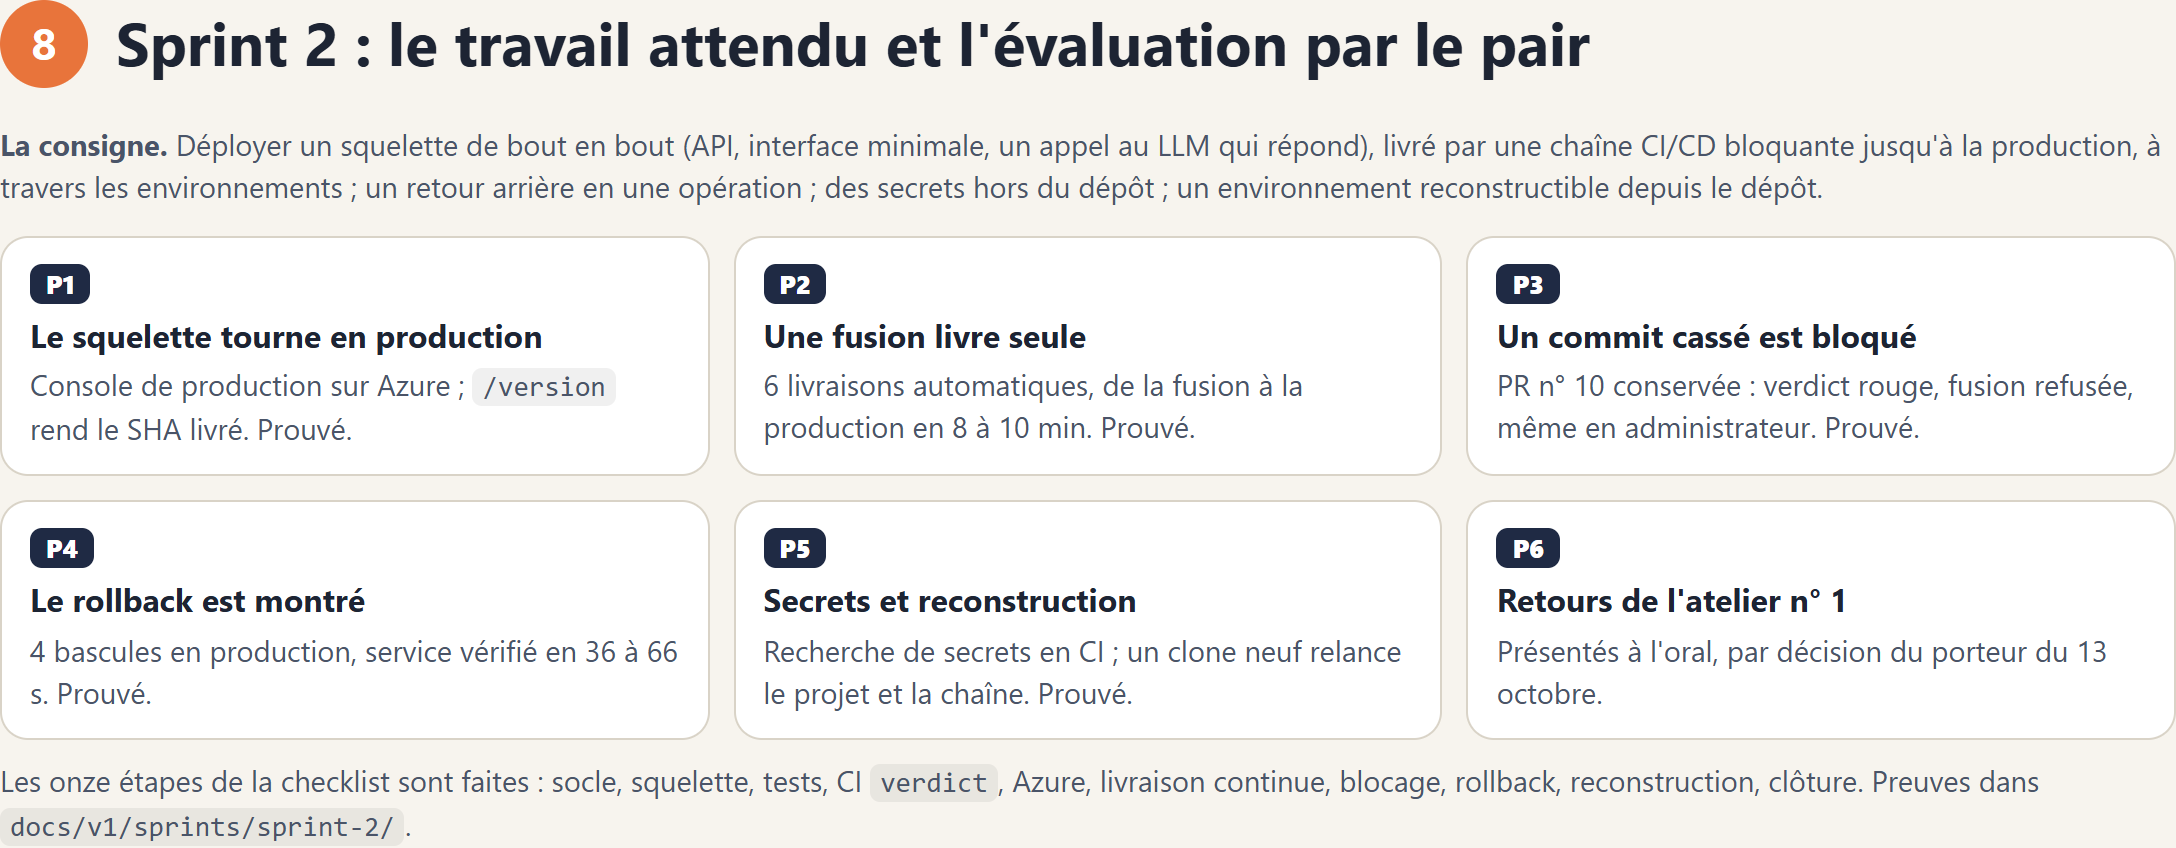 8
Sprint 2 : le travail attendu et l'évaluation par le pair
La consigne. Déployer un squelette de bout en bout (API, interface minimale, un appel au LLM qui répond), livré par une chaîne CI/CD bloquante jusqu'à la production, à
travers les environnements ; un retour arrière en une opération ; des secrets hors du dépôt ; un environnement reconstructible depuis le dépôt.
P1
Le squelette tourne en production
Console de production sur Azure ; /version
rend le SHA livré. Prouvé.
P2
Une fusion livre seule
6 livraisons automatiques, de la fusion à la
production en 8 à 10 min. Prouvé.
P3
Un commit cassé est bloqué
PR n° 10 conservée : verdict rouge, fusion refusée,
même en administrateur. Prouvé.
P4
Le rollback est montré
4 bascules en production, service vérifié en 36 à 66
s. Prouvé.
P5
Secrets et reconstruction
Recherche de secrets en CI ; un clone neuf relance
le projet et la chaîne. Prouvé.
P6
Retours de l'atelier n° 1
Présentés à l'oral, par décision du porteur du 13
octobre.
Les onze étapes de la checklist sont faites : socle, squelette, tests, CI verdict, Azure, livraison continue, blocage, rollback, reconstruction, clôture. Preuves dans
docs/v1/sprints/sprint-2/.